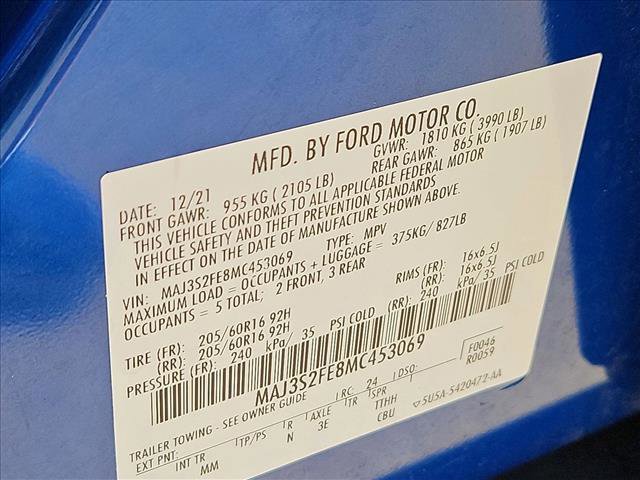 MFD. BY FORD MOTOR CO.
DATE: 12/21 GVWR: 1810 KG ( 3990 LB)
FRONT GAWR: 955 KG ( 2105 LB) REAR GAWR: 865 KG ( 1907 LB)
THIS VEHICLE CONFORMS TO ALL APPLICABLE FEDERAL MOTOR
VEHICLE SAFETY AND THEFT PREVENTION STANDARDS
IN EFFECT ON THE DATE OF MANUFACTURE SHOWN ABOVE.
VIN: MAJ3S2FE8MC453069 TYPE: MPV
MAXIMUM LOAD = OCCUPANTS + LUGGAGE = 375KG/ 827LB
OCCUPANTS = 5 TOTAL; 2 FRONT, 3 REAR
TIRE (FR): 205/60R16 92H RIMS (FR): 16x6.5J
(RR): 205/60R16 92H (RR): 16x6.5J
PRESSURE (FR): 240 kPa/ 35 PSI COLD (RR): 240 kPa/ 35 PSI COLD
MAJ3S2FE8MC453069
F0046
R0059
TRAILER TOWING - SEE OWNER GUIDE RC: 24 DSO:
EXT PNT: INT TR TP/PS R AXLE TR SPR
MM N 3E TTHH 5U5A-5420472-AA
CBU